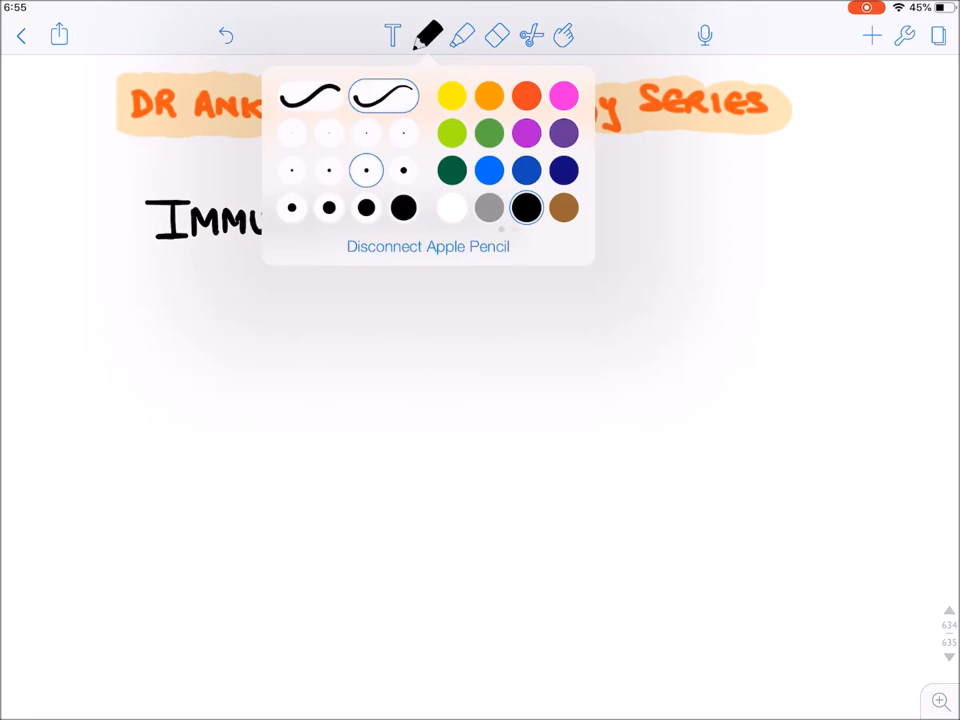 6:55
45%
T
DR ANK
y SERIES
IMMU
Disconnect Apple Pencil
634
635